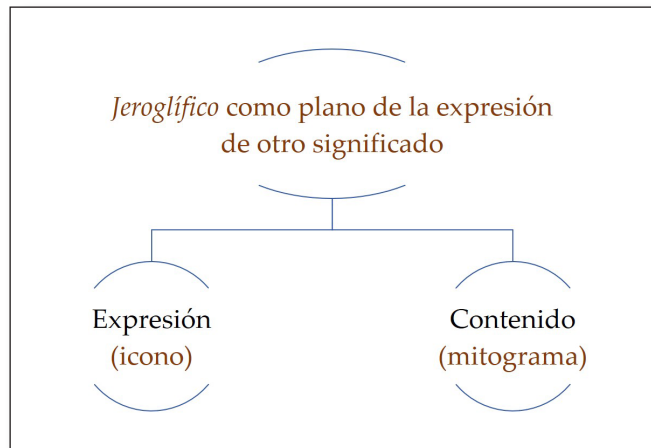 Jeroglífico como plano de la expresión
de otro significado
Expresión
(icono)
Contenido
(mitograma)